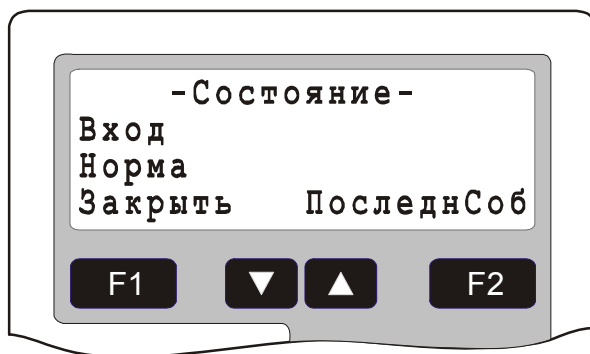 -Состояние-
Вход
Норма
Закрыть ПоследнСоб
F1 ▼ ▲ F2